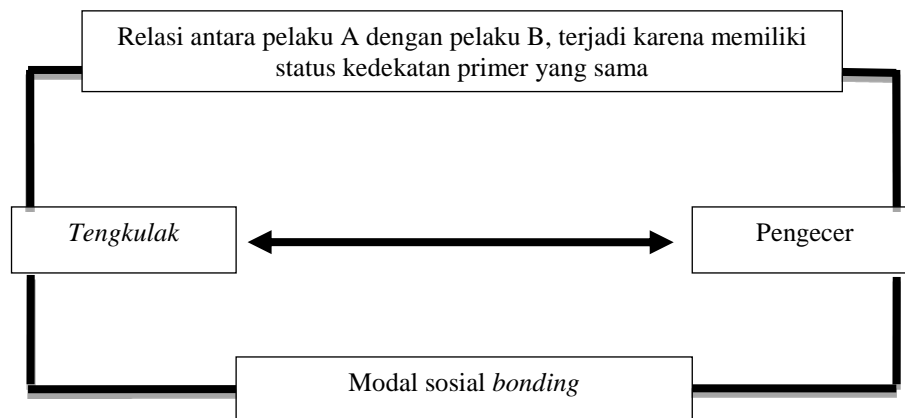 Relasi antara pelaku A dengan pelaku B, terjadi karena memiliki
status kedekatan primer yang sama
Tengkulak
Pengecer
Modal sosial bonding